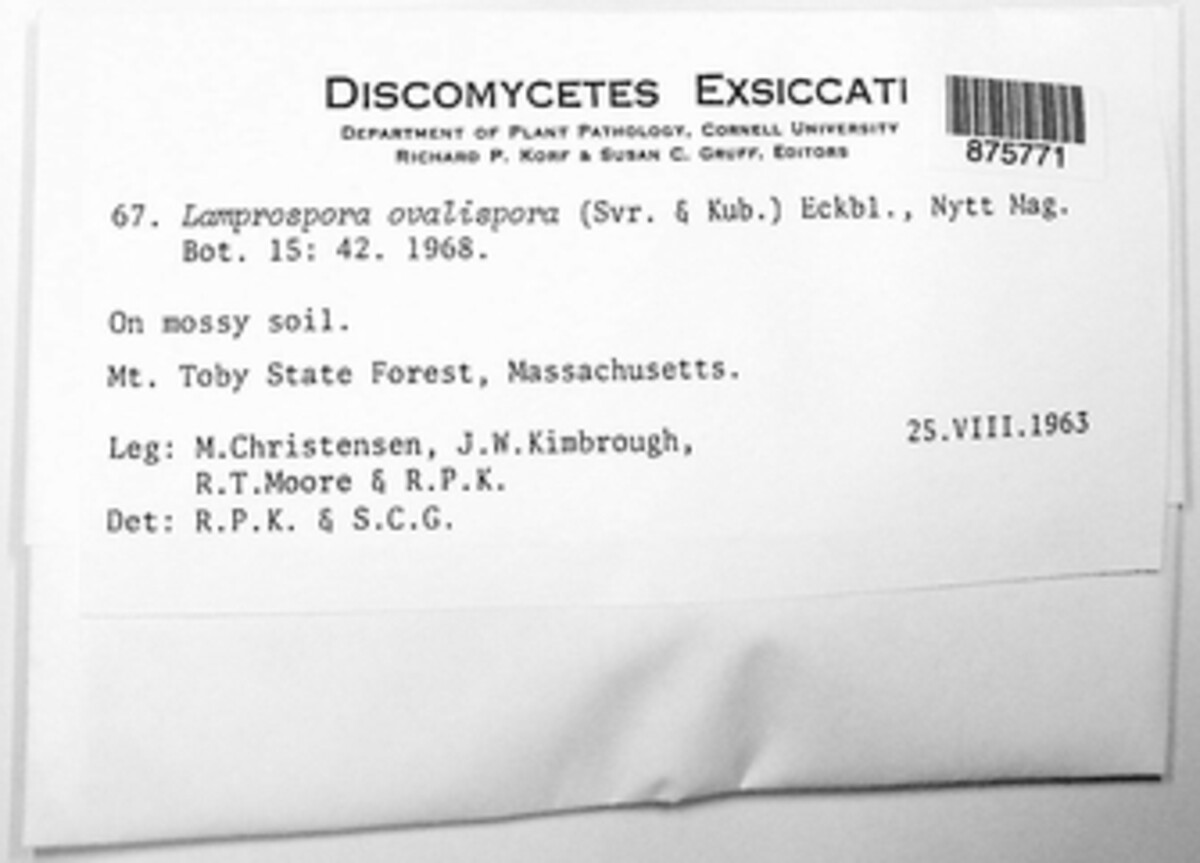 DISCOMYCETES EXSICCATI
DEPARTMENT OF PLANT PATHOLOGY, CORNELL UNIVERSITY
RICHARD P. KORF & SUSAN C. GRUFF, EDITORS
875771
67. Lamprospora ovalispora (Svr. & Kub.) Eckbl., Nytt Mag.
Bot. 15: 42. 1968.
On mossy soil.
Mt. Toby State Forest, Massachusetts.
Leg: M.Christensen, J.W.Kimbrough, 25.VIII.1963
R.T.Moore & R.P.K.
Det: R.P.K. & S.C.G.